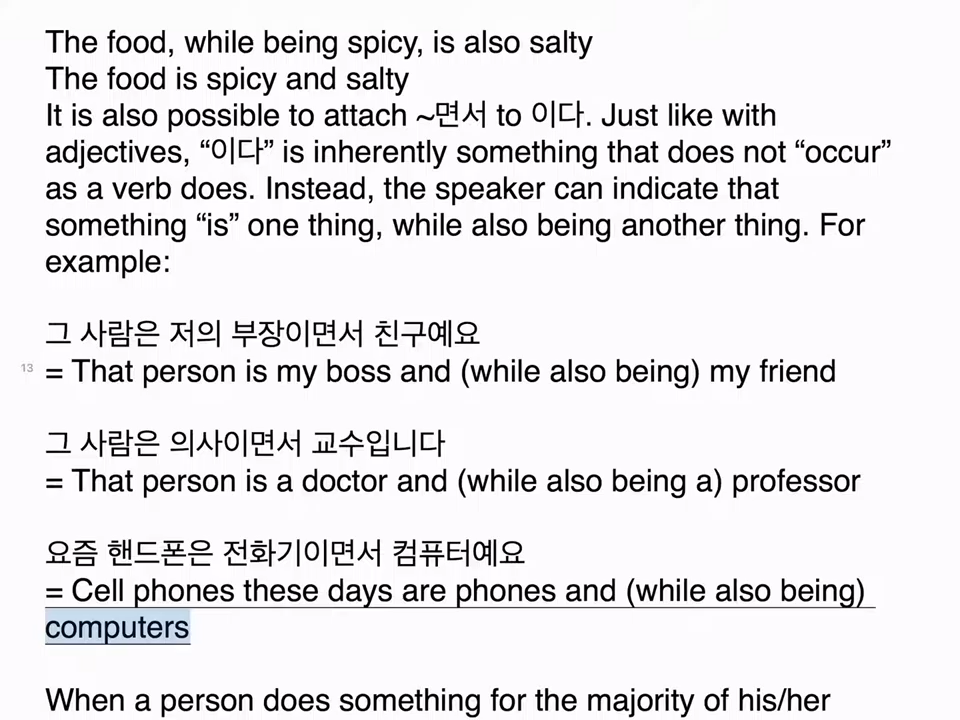 The food, while being spicy, is also salty
The food is spicy and salty
It is also possible to attach ~면서 to 이다. Just like with
adjectives, “이다” is inherently something that does not “occur”
as a verb does. Instead, the speaker can indicate that
something “is” one thing, while also being another thing. For
example:
그 사람은 저의 부장이면서 친구예요
13
= That person is my boss and (while also being) my friend
그 사람은 의사이면서 교수입니다
= That person is a doctor and (while also being a) professor
요즘 핸드폰은 전화기이면서 컴퓨터예요
= Cell phones these days are phones and (while also being)
computers
When a person does something for the majority of his/her